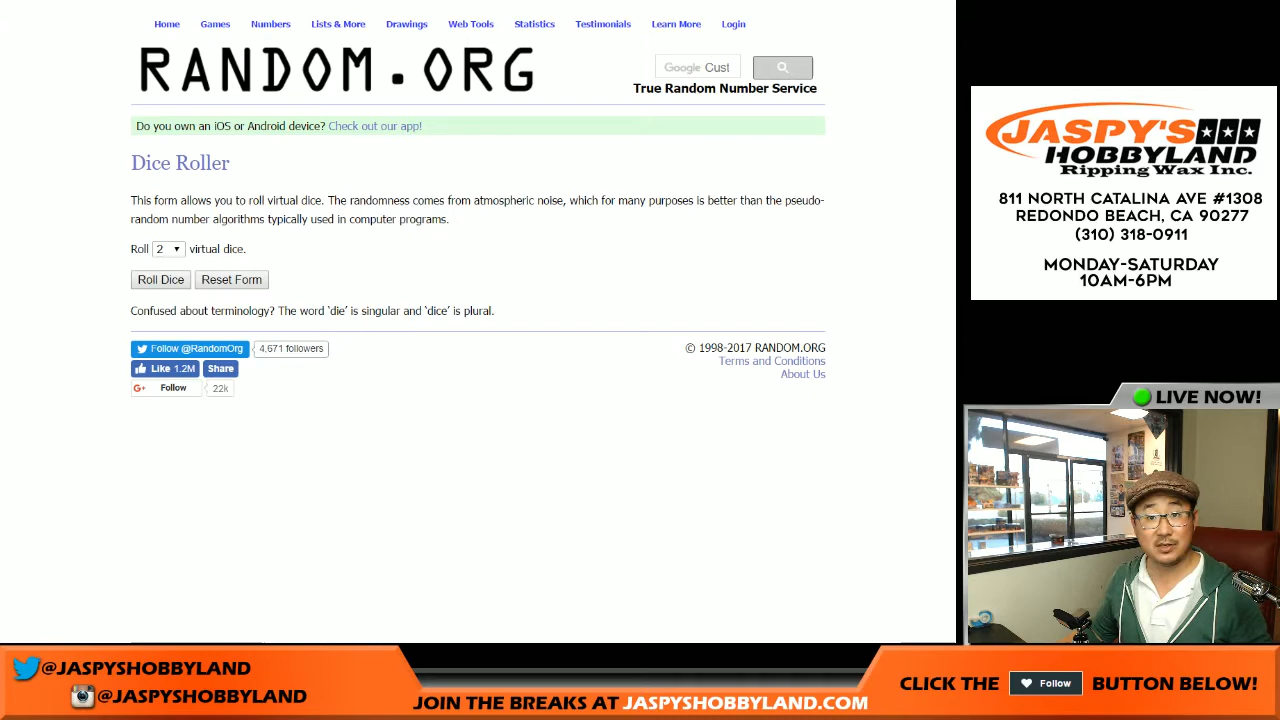 Home Games Numbers Lists & More Drawings Web Tools Statistics Testimonials Learn More Login
RANDOM.ORG
Google Cust
True Random Number Service
Do you own an iOS or Android device? Check out our app!
Dice Roller
This form allows you to roll virtual dice. The randomness comes from atmospheric noise, which for many purposes is better than the pseudo-
random number algorithms typically used in computer programs.
Roll 2 virtual dice.
Roll Dice Reset Form
Confused about terminology? The word ‘die’ is singular and ‘dice’ is plural.
Follow @RandomOrg 4,671 followers
Like 1.2M Share
G+ Follow 22k
© 1998-2017 RANDOM.ORG
Terms and Conditions
About Us
JASPY'S
HOBBYLAND
Ripping Wax Inc.
811 NORTH CATALINA AVE #1308
REDONDO BEACH, CA 90277
(310) 318-0911
MONDAY-SATURDAY
10AM-6PM
LIVE NOW!
@JASPYSHOBBYLAND
@JASPYSHOBBYLAND
JOIN THE BREAKS AT JASPYSHOBBYLAND.COM
CLICK THE Follow BUTTON BELOW!